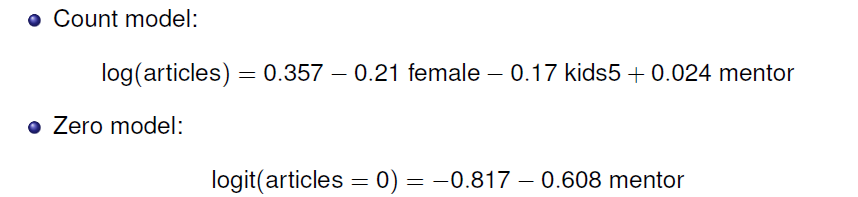 Count model:
log(articles) = 0.357 − 0.21 female − 0.17 kids5 + 0.024 mentor
Zero model:
logit(articles = 0) = −0.817 − 0.608 mentor